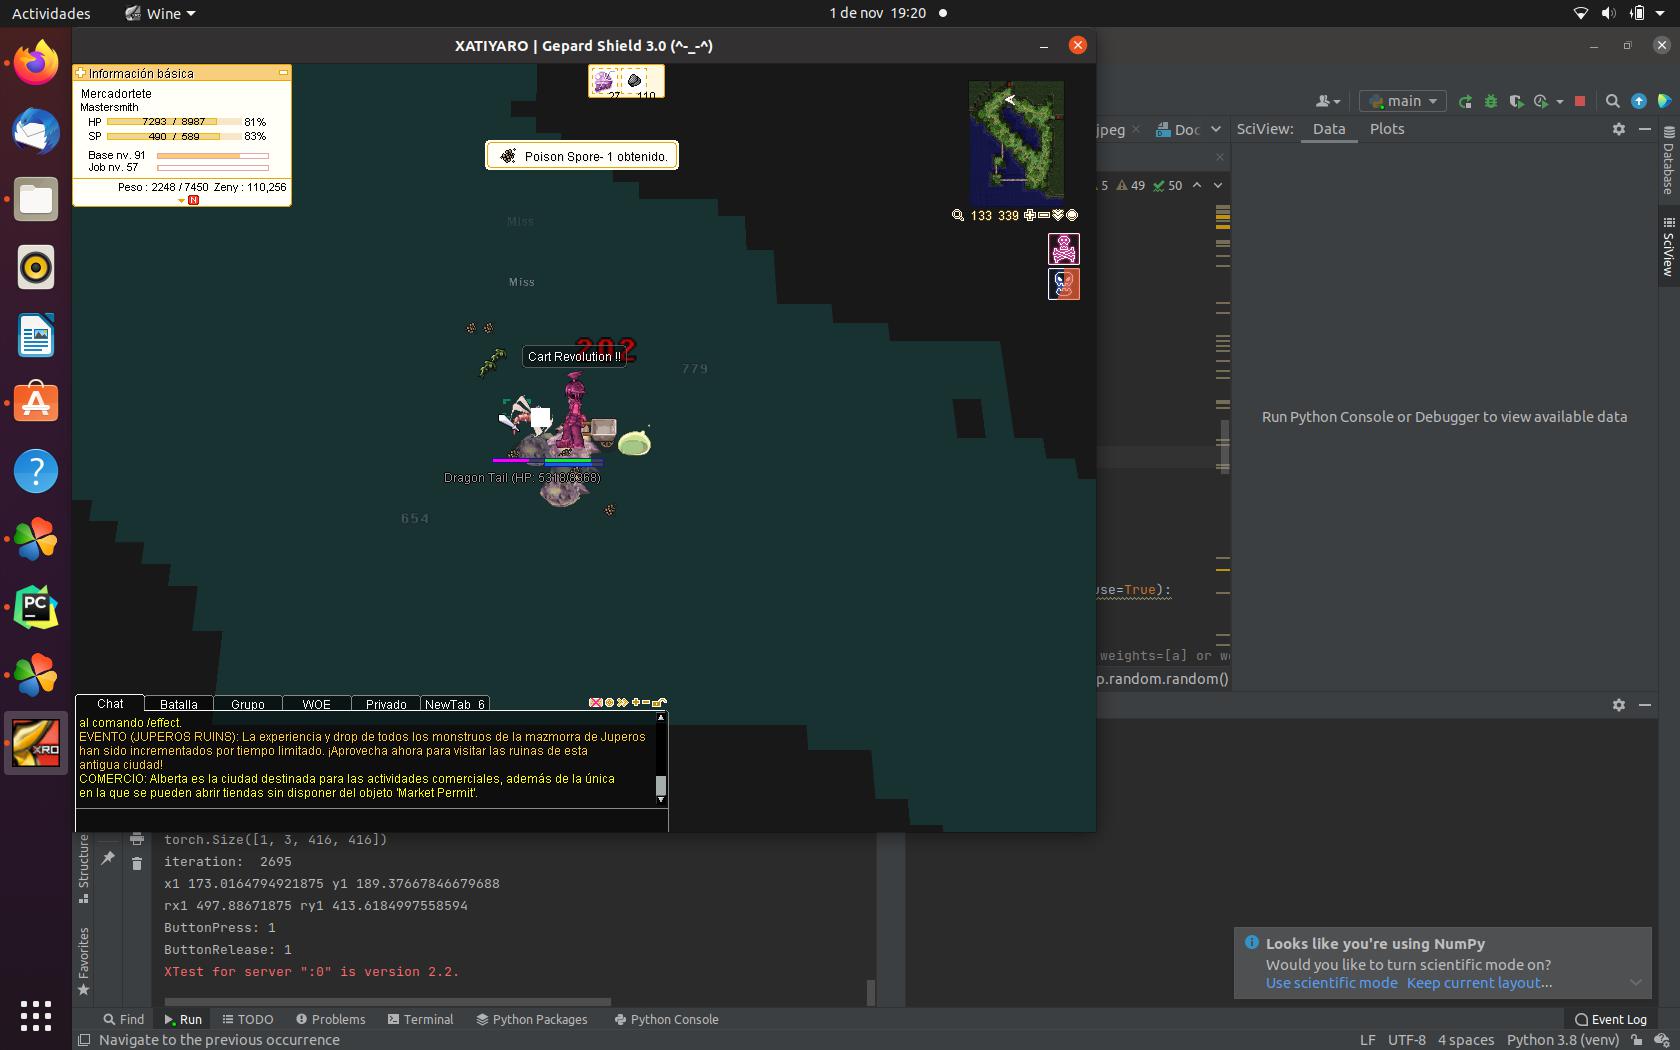 Actividades
Wine
1 de nov 19:20
XATIYARO | Gepard Shield 3.0 (^-_-^)
Información básica
Mercadortete
Mastersmith
HP 7293 / 8987 81%
SP 490 / 589 83%
Base nv. 91
Job nv. 57
Peso : 2248 / 7450 Zeny : 110,256
N
27 110
Poison Spore- 1 obtenido.
133 339
Miss
Miss
202
Cart Revolution !!
779
Dragon Tail (HP: 5318/8368)
654
Chat
Batalla
Grupo
WOE
Privado
NewTab_6
al comando /effect.
EVENTO (JUPEROS RUINS): La experiencia y drop de todos los monstruos de la mazmorra de Juperos
han sido incrementados por tiempo limitado. ¡Aprovecha ahora para visitar las ruinas de esta
antigua ciudad!
COMERCIO: Alberta es la ciudad destinada para las actividades comerciales, además de la única
en la que se pueden abrir tiendas sin disponer del objeto 'Market Permit'.
main
jpeg
Doc
SciView:
Data
Plots
5 49 50
Database
SciView
Run Python Console or Debugger to view available data
use=True):
weights=[a] or we
p.random.random()
PC
XRO
Structure
Favorites
torch.Size([1, 3, 416, 416])
iteration: 2695
x1 173.0164794921875 y1 189.37667846679688
rx1 497.88671875 ry1 413.6184997558594
ButtonPress: 1
ButtonRelease: 1
XTest for server ":0" is version 2.2.
Looks like you're using NumPy
Would you like to turn scientific mode on?
Use scientific mode Keep current layout...
Find
Run
TODO
Problems
Terminal
Python Packages
Python Console
Event Log
Navigate to the previous occurrence
LF UTF-8 4 spaces Python 3.8 (venv)